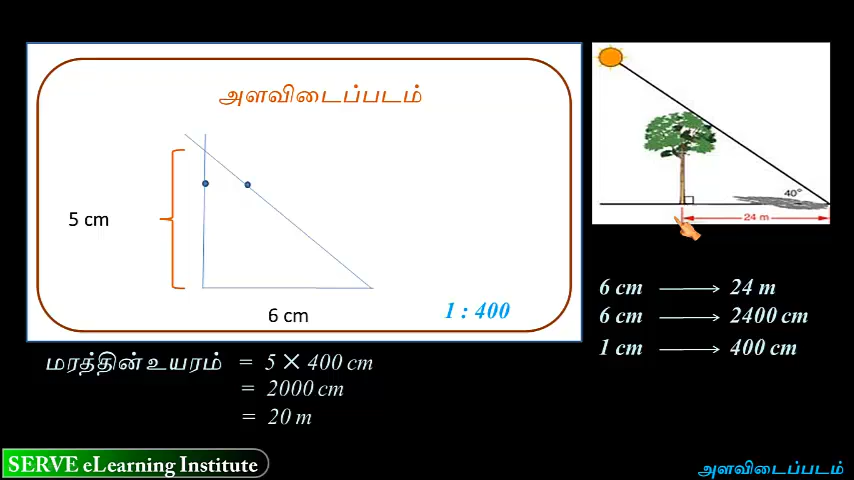 அளவிடைப்படம்
5 cm
6 cm
1 : 400
40°
24 m
6 cm ⟶ 24 m
6 cm ⟶ 2400 cm
1 cm ⟶ 400 cm
மரத்தின் உயரம் = 5 × 400 cm
= 2000 cm
= 20 m
SERVE eLearning Institute
அளவிடைப்படம்